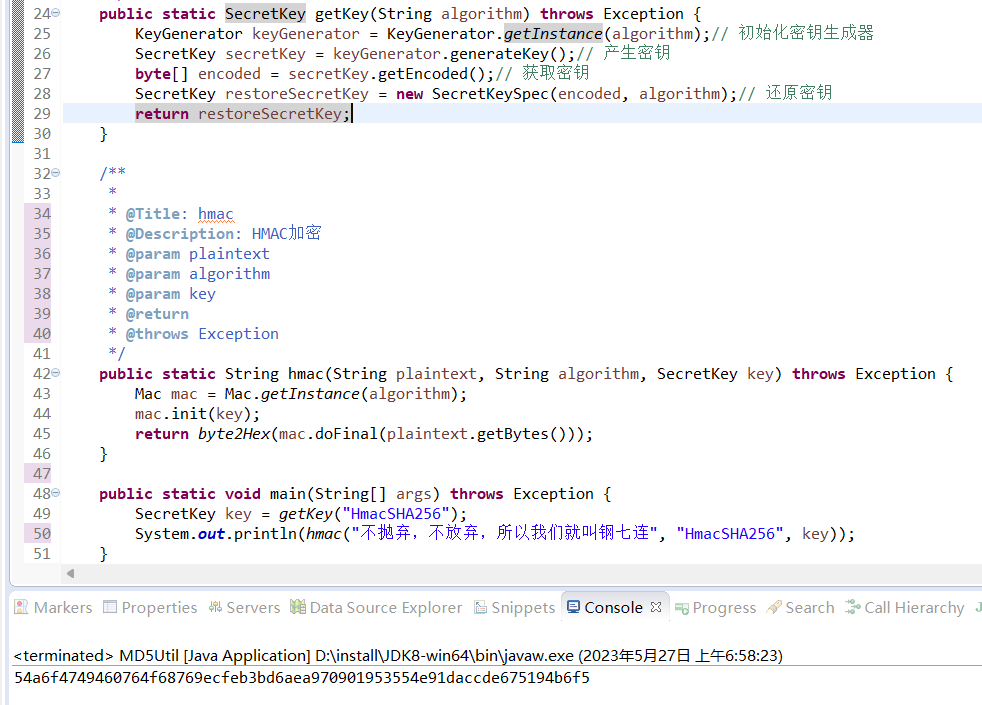 24 public static SecretKey getKey(String algorithm) throws Exception {
25 KeyGenerator keyGenerator = KeyGenerator.getInstance(algorithm);// 初始化密钥生成器
26 SecretKey secretKey = keyGenerator.generateKey();// 产生密钥
27 byte[] encoded = secretKey.getEncoded();// 获取密钥
28 SecretKey restoreSecretKey = new SecretKeySpec(encoded, algorithm);// 还原密钥
29 return restoreSecretKey;
30 }
31
32 /**
33 *
34 * @Title: hmac
35 * @Description: HMAC加密
36 * @param plaintext
37 * @param algorithm
38 * @param key
39 * @return
40 * @throws Exception
41 */
42 public static String hmac(String plaintext, String algorithm, SecretKey key) throws Exception {
43 Mac mac = Mac.getInstance(algorithm);
44 mac.init(key);
45 return byte2Hex(mac.doFinal(plaintext.getBytes()));
46 }
47
48 public static void main(String[] args) throws Exception {
49 SecretKey key = getKey("HmacSHA256");
50 System.out.println(hmac("不抛弃，不放弃，所以我们就叫钢七连", "HmacSHA256", key));
51 }
Markers Properties Servers Data Source Explorer Snippets Console Progress Search Call Hierarchy J
<terminated> MD5Util [Java Application] D:\install\JDK8-win64\bin\javaw.exe (2023年5月27日 上午6:58:23)
54a6f4749460764f68769ecfeb3bd6aea970901953554e91daccde675194b6f5